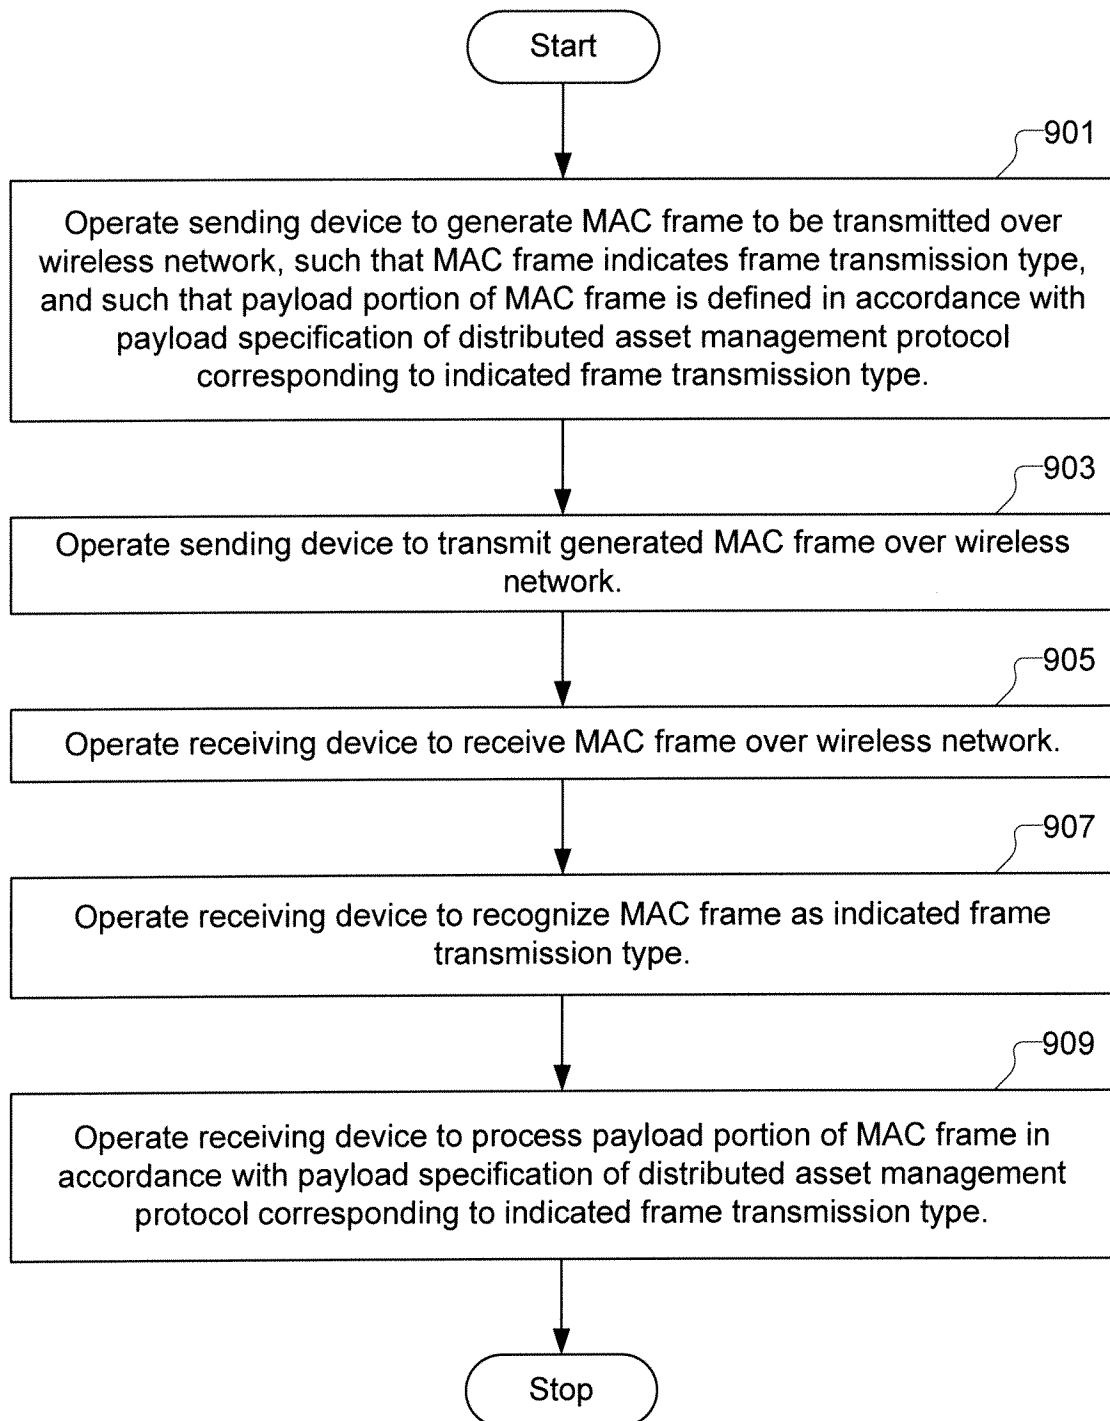 Start
901
Operate sending device to generate MAC frame to be transmitted over
wireless network, such that MAC frame indicates frame transmission type,
and such that payload portion of MAC frame is defined in accordance with
payload specification of distributed asset management protocol
corresponding to indicated frame transmission type.
903
Operate sending device to transmit generated MAC frame over wireless
network.
905
Operate receiving device to receive MAC frame over wireless network.
907
Operate receiving device to recognize MAC frame as indicated frame
transmission type.
909
Operate receiving device to process payload portion of MAC frame in
accordance with payload specification of distributed asset management
protocol corresponding to indicated frame transmission type.
Stop